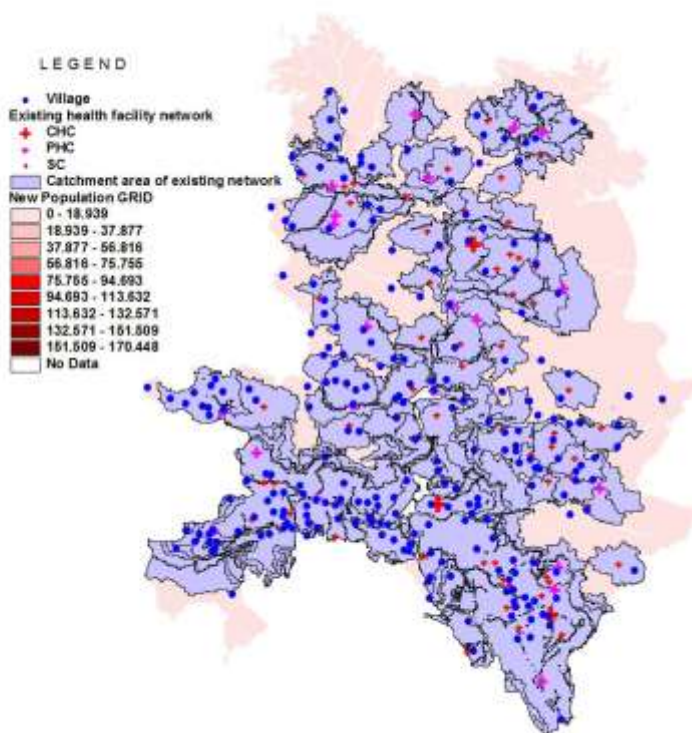 LEGEND
Village
Existing health facility network
CHC
PHC
SC
Catchment area of existing network
New Population GRID
0 - 18.939
18.939 - 37.877
37.877 - 56.816
56.816 - 75.755
75.755 - 94.693
94.693 - 113.632
113.632 - 132.571
132.571 - 151.509
151.509 - 170.448
No Data